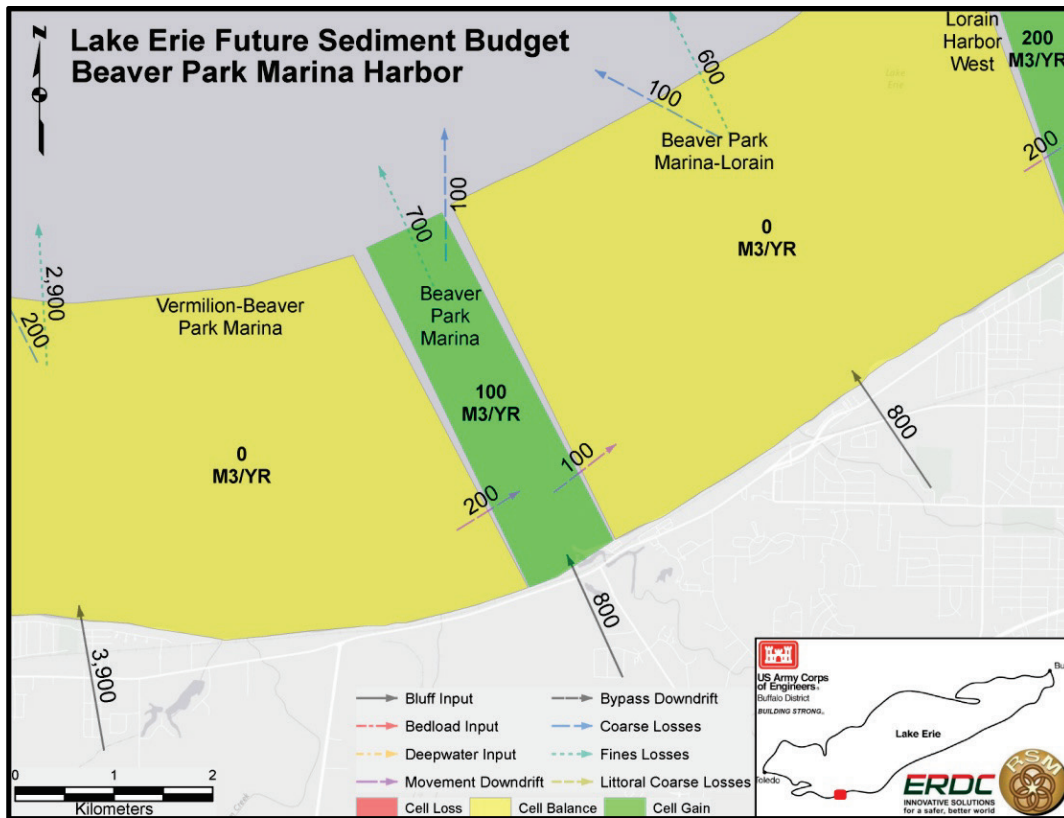 Lake Erie Future Sediment Budget
Beaver Park Marina Harbor
Z
Lorain
Harbor
West
200
M3/YR
600
100
Beaver Park
Marina-Lorain
200
100
700
0
M3/YR
2,900
200
Vermilion-Beaver
Park Marina
Beaver
Park
Marina
100
M3/YR
0
M3/YR
800
100
200
800
3,900
Bluff Input
Bypass Downdrift
Bedload Input
Coarse Losses
Deepwater Input
Fines Losses
Movement Downdrift
Littoral Coarse Losses
Cell Loss
Cell Balance
Cell Gain
0 1 2
Kilometers
US Army Corps
of Engineers®
Buffalo District
BUILDING STRONG®
Lake Erie
Toledo
Bu
ERDC
INNOVATIVE SOLUTIONS
for a safer, better world
RSM